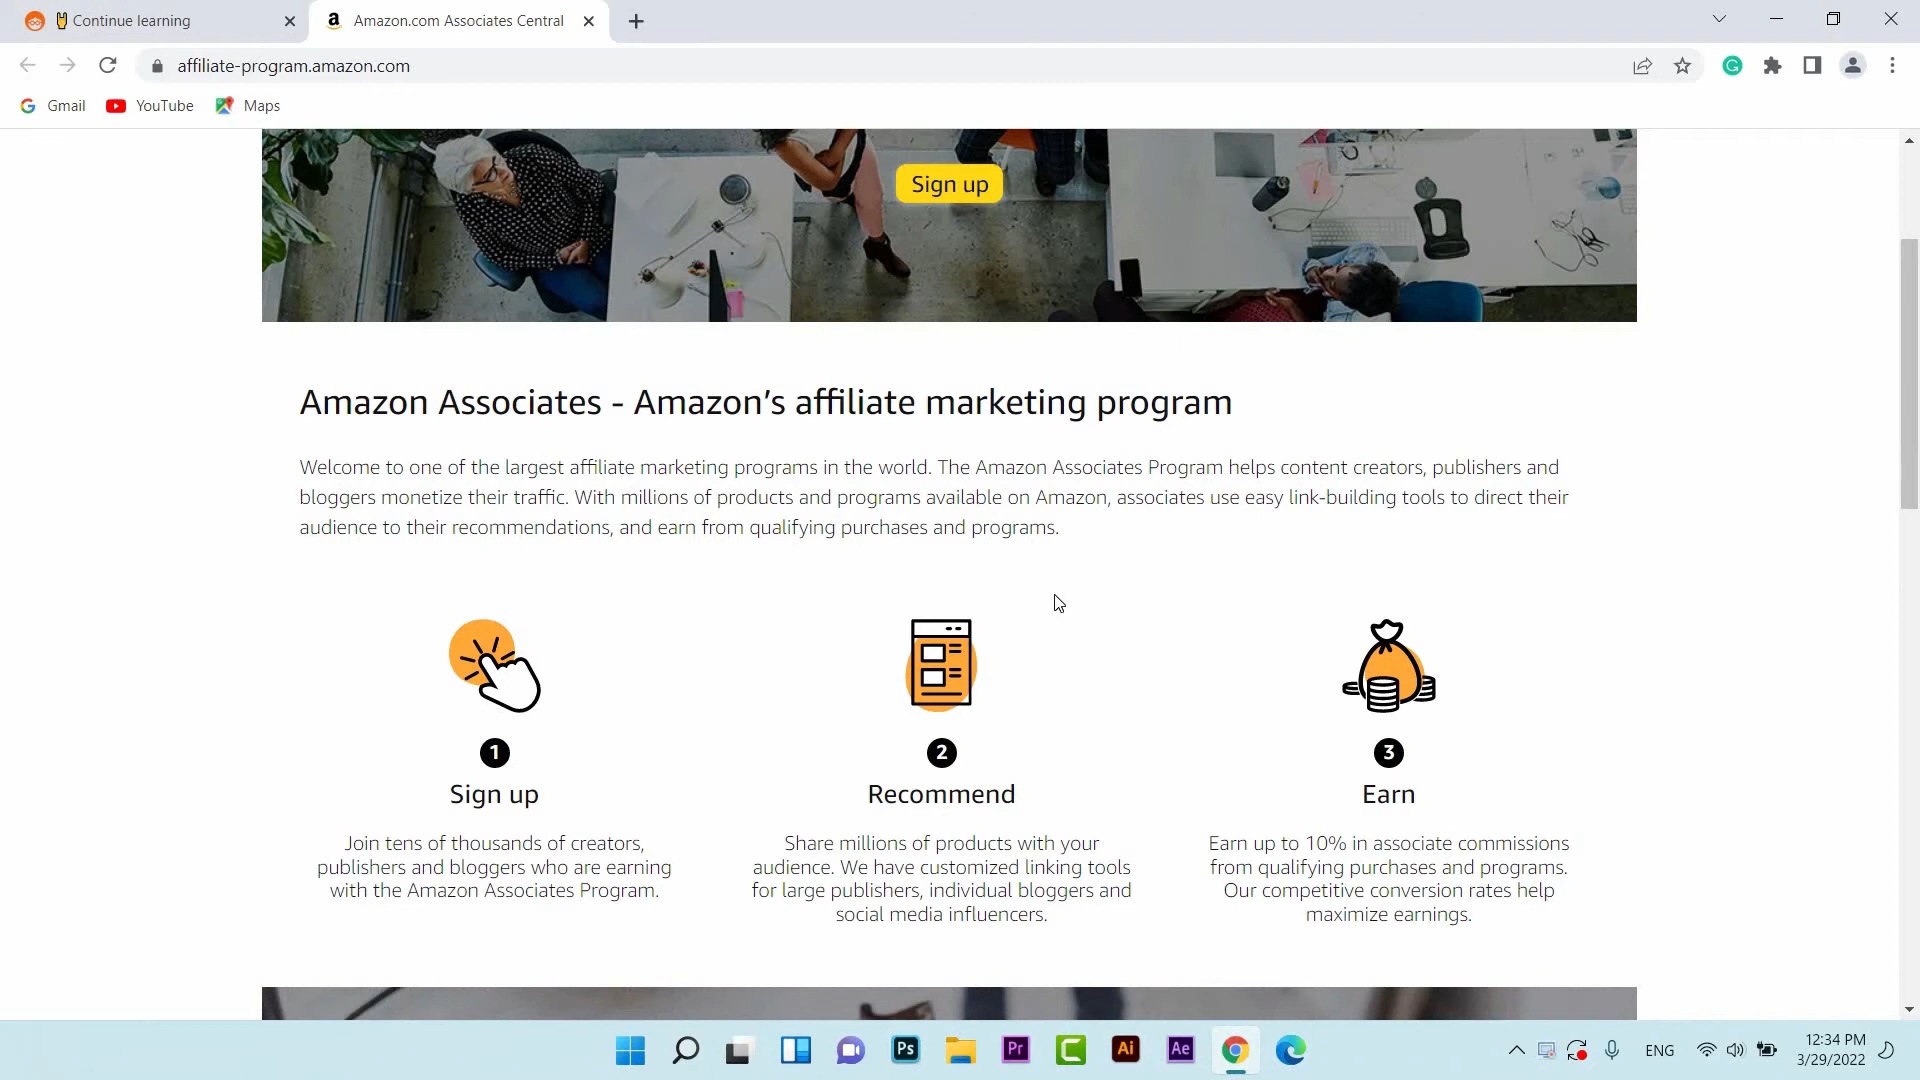 Continue learning
Amazon.com Associates Central
affiliate-program.amazon.com
Gmail YouTube Maps
Sign up
Amazon Associates - Amazon's affiliate marketing program
Welcome to one of the largest affiliate marketing programs in the world. The Amazon Associates Program helps content creators, publishers and
bloggers monetize their traffic. With millions of products and programs available on Amazon, associates use easy link-building tools to direct their
audience to their recommendations, and earn from qualifying purchases and programs.
1
Sign up
Join tens of thousands of creators,
publishers and bloggers who are earning
with the Amazon Associates Program.
2
Recommend
Share millions of products with your
audience. We have customized linking tools
for large publishers, individual bloggers and
social media influencers.
3
Earn
Earn up to 10% in associate commissions
from qualifying purchases and programs.
Our competitive conversion rates help
maximize earnings.
Ps
Pr
Ai
Ae
ENG
12:34 PM
3/29/2022